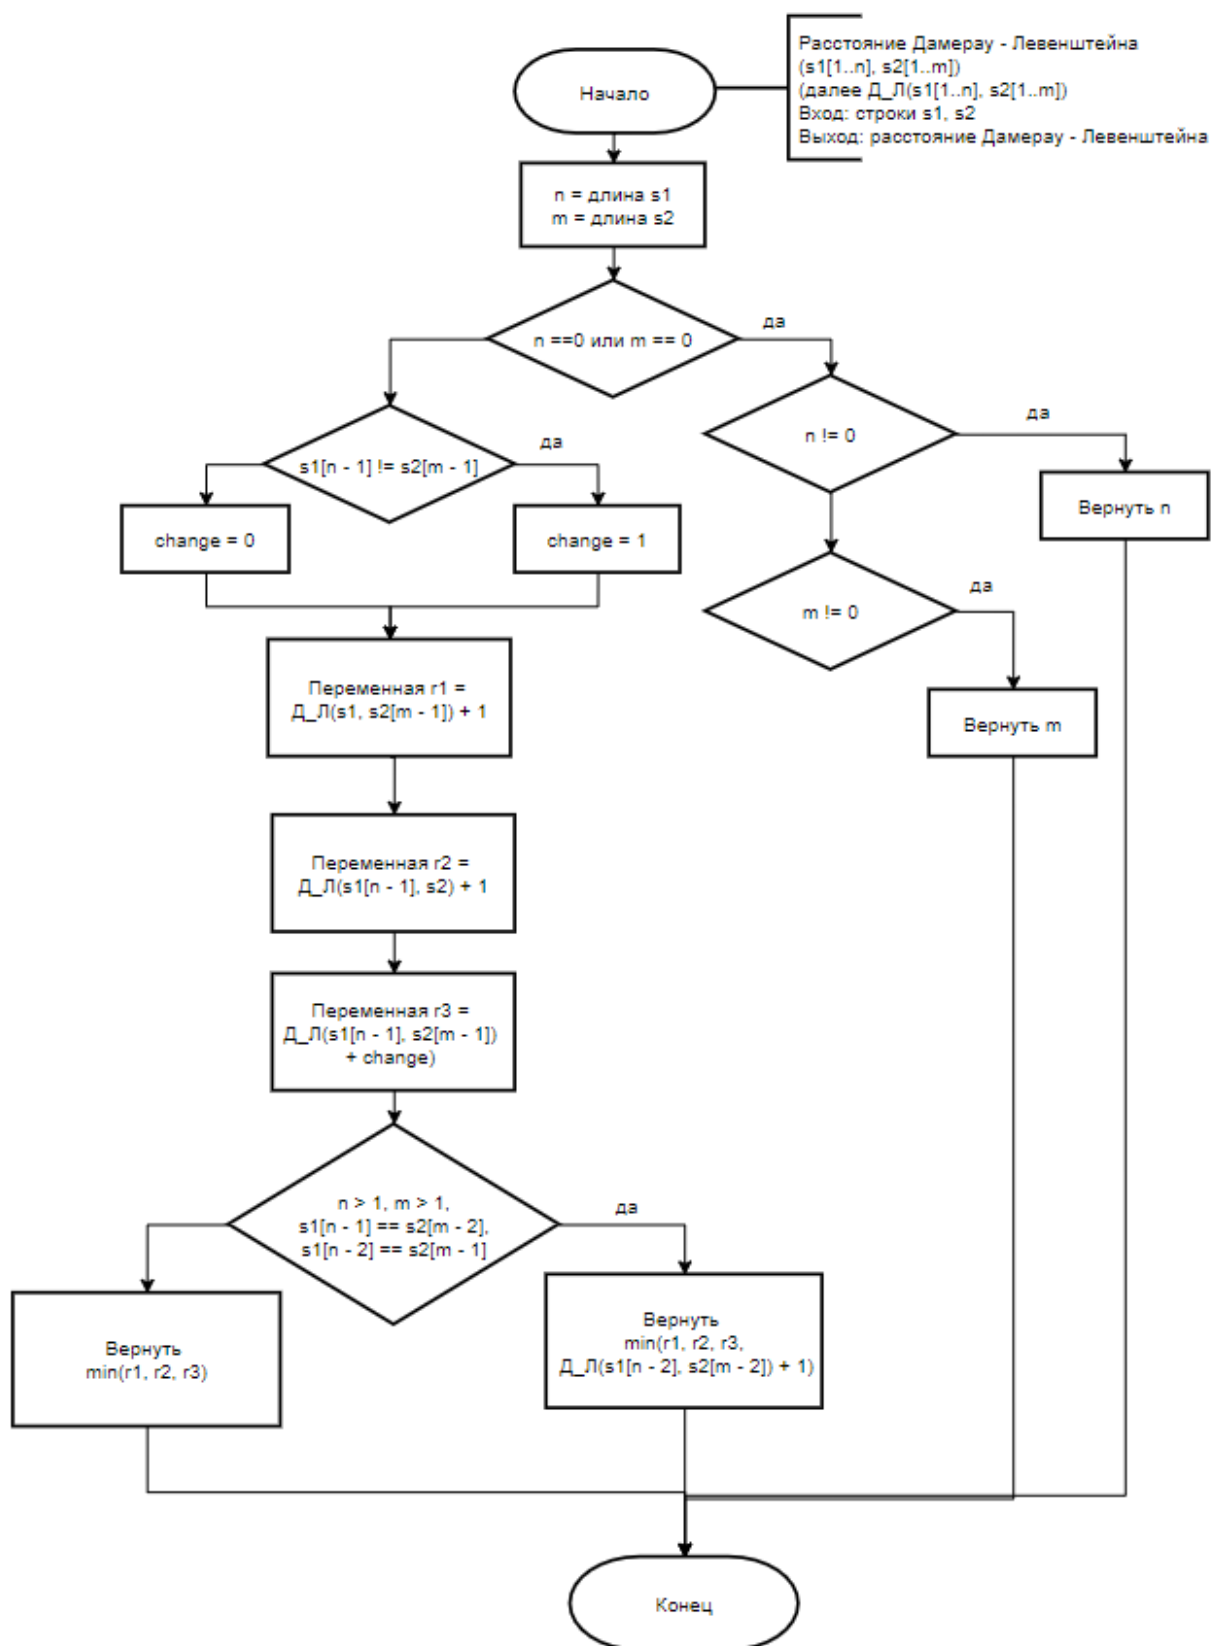 Начало
Расстояние Дамерау - Левенштейна
(s1[1..n], s2[1..m])
(далее Д_Л(s1[1..n], s2[1..m])
Вход: строки s1, s2
Выход: расстояние Дамерау - Левенштейна
n = длина s1
m = длина s2
n ==0 или m == 0
да
n != 0
да
Вернуть n
s1[n - 1] != s2[m - 1]
да
change = 0
change = 1
m != 0
да
Вернуть m
Переменная r1 =
Д_Л(s1, s2[m - 1]) + 1
Переменная r2 =
Д_Л(s1[n - 1], s2) + 1
Переменная r3 =
Д_Л(s1[n - 1], s2[m - 1])
+ change)
n > 1, m > 1,
s1[n - 1] == s2[m - 2],
s1[n - 2] == s2[m - 1]
да
Вернуть
min(r1, r2, r3)
Вернуть
min(r1, r2, r3,
Д_Л(s1[n - 2], s2[m - 2]) + 1)
Конец